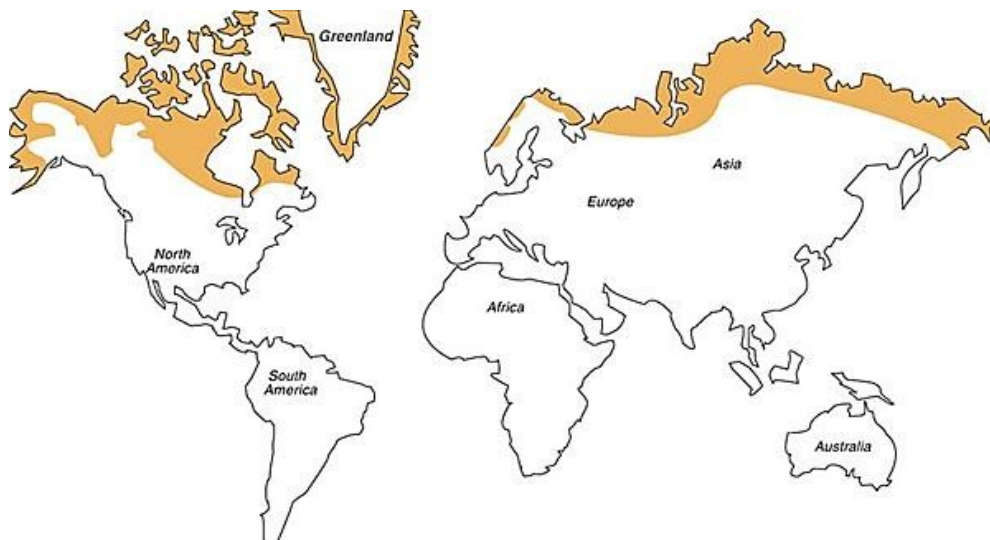 Greenland
Asia
Europe
North
America
Africa
South
America
Australia